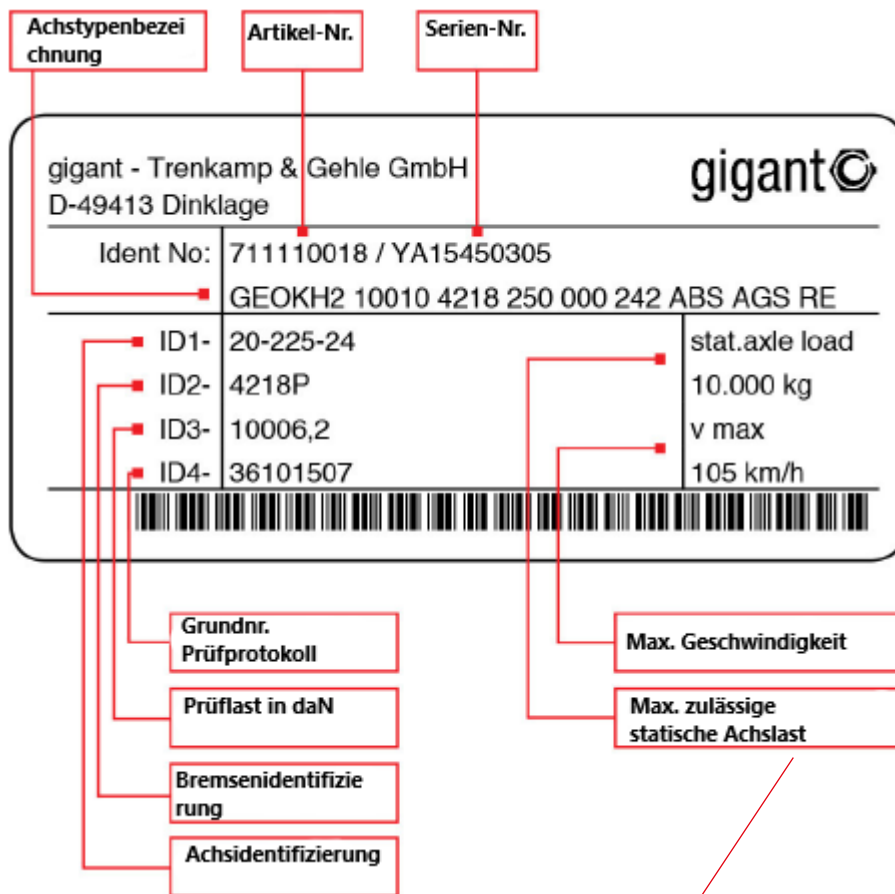 Achstypenbezei
chnung
Artikel-Nr.
Serien-Nr.
gigant - Trenkamp & Gehle GmbH
D-49413 Dinklage
gigant
Ident No: 711110018 / YA15450305
GEOKH2 10010 4218 250 000 242 ABS AGS RE
ID1- 20-225-24 stat.axle load
ID2- 4218P 10.000 kg
ID3- 10006,2 v max
ID4- 36101507 105 km/h
Grundnr.
Prüfprotokoll
Max. Geschwindigkeit
Prüflast in daN
Max. zulässige
statische Achslast
Bremsenidentifizie
rung
Achsidentifizierung